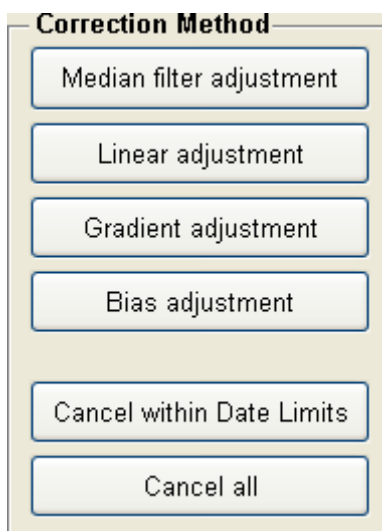 Correction Method
Median filter adjustment
Linear adjustment
Gradient adjustment
Bias adjustment
Cancel within Date Limits
Cancel all